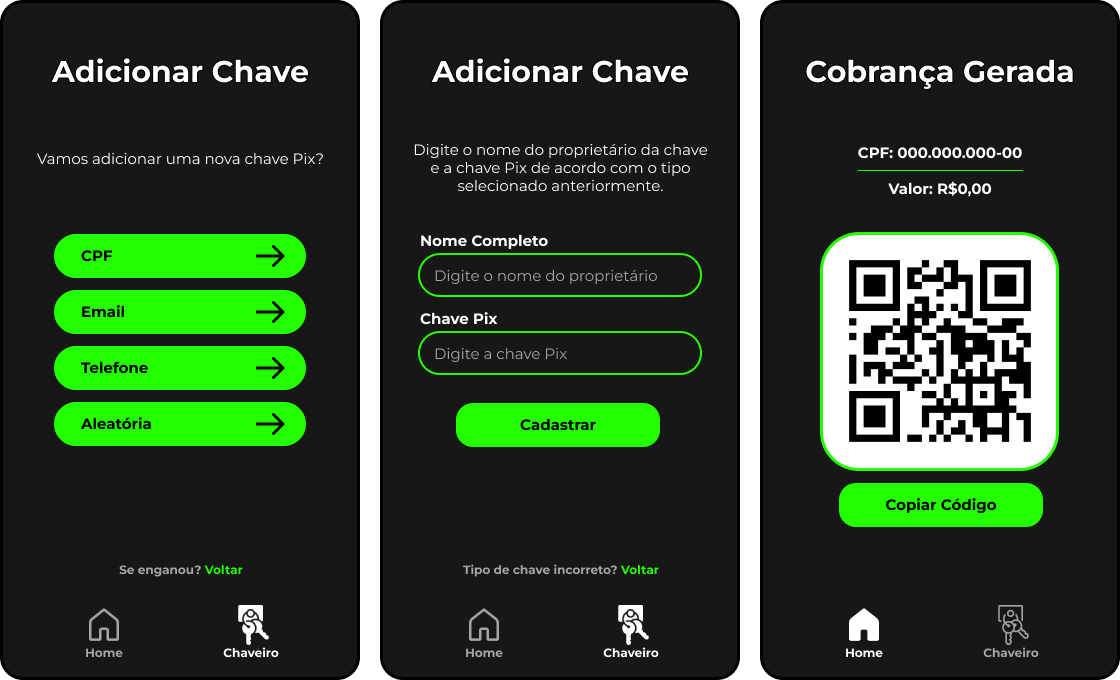 Adicionar Chave
Vamos adicionar uma nova chave Pix?
CPF
Email
Telefone
Aleatória
Se enganou? Voltar
Home
Chaveiro
Adicionar Chave
Digite o nome do proprietário da chave
e a chave Pix de acordo com o tipo
selecionado anteriormente.
Nome Completo
Digite o nome do proprietário
Chave Pix
Digite a chave Pix
Cadastrar
Tipo de chave incorreto? Voltar
Home
Chaveiro
Cobrança Gerada
CPF: 000.000.000-00
Valor: R$0,00
Copiar Código
Home
Chaveiro